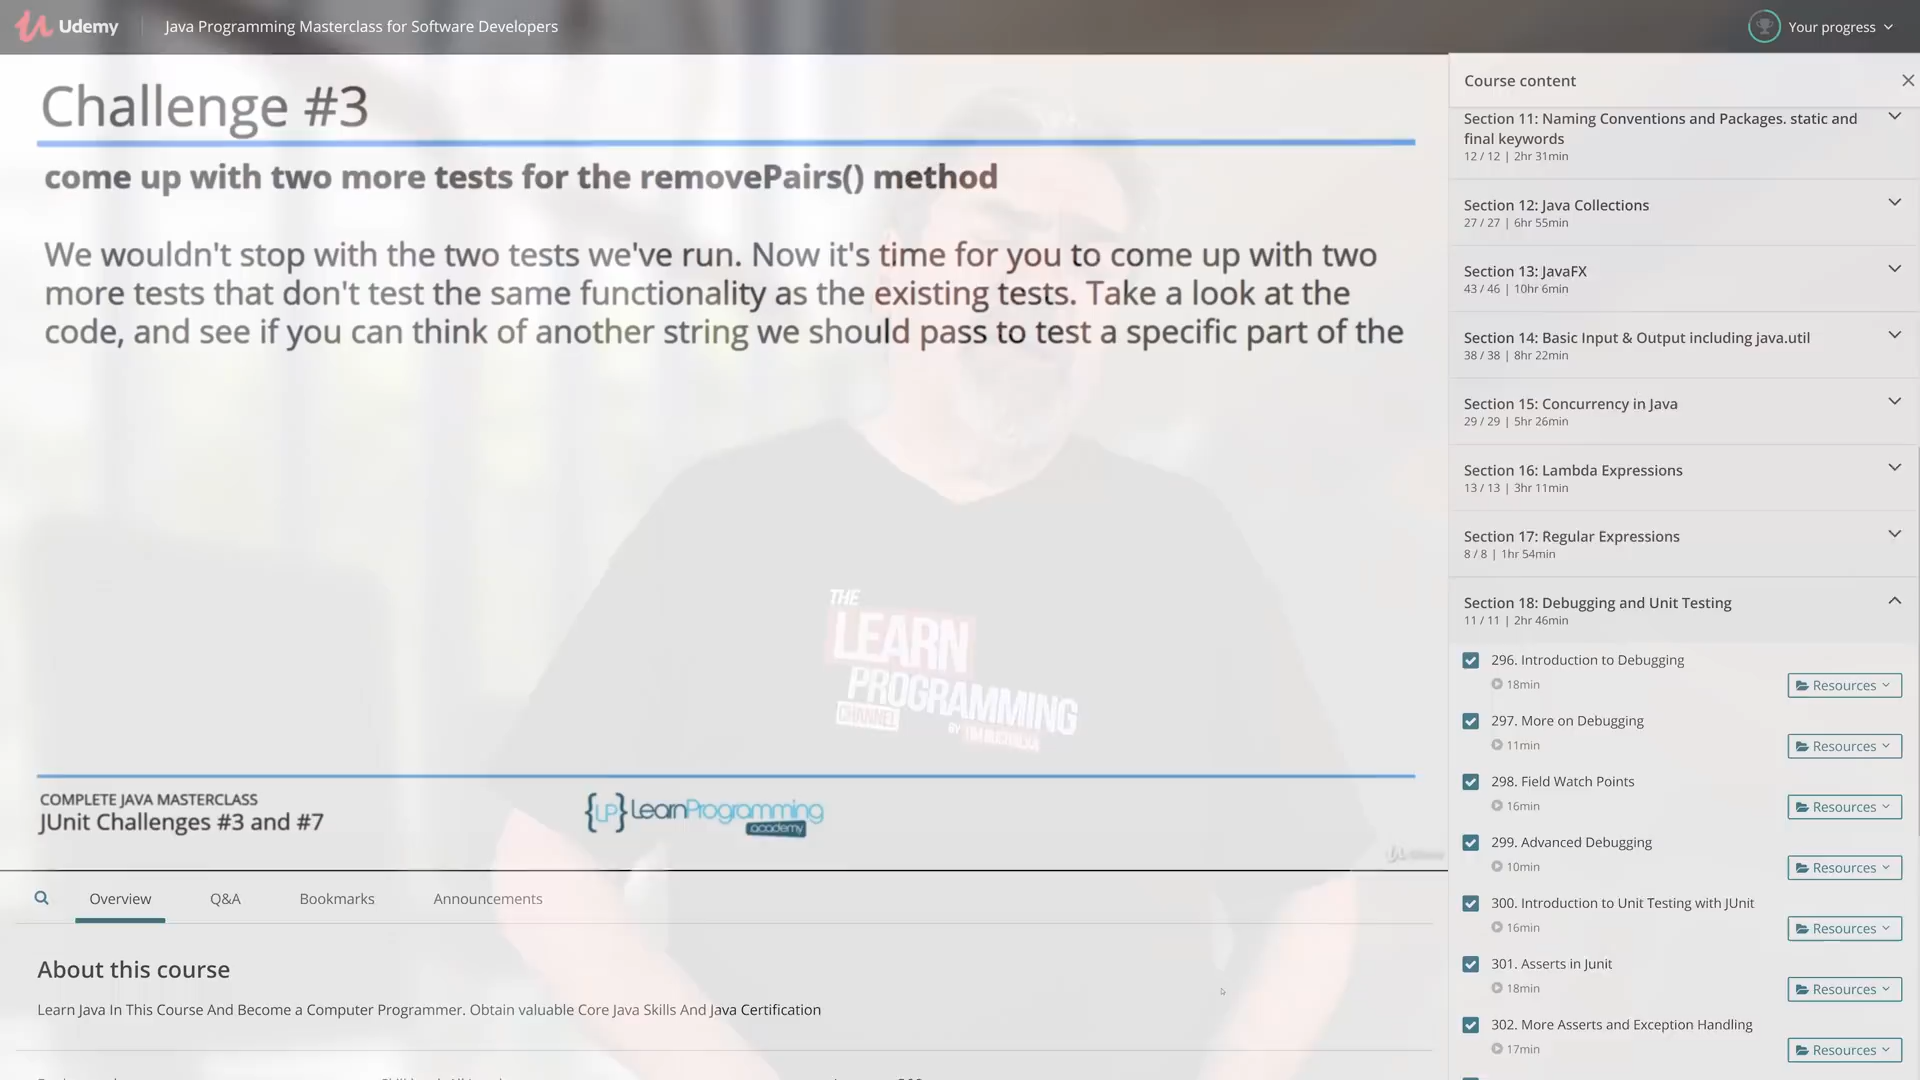 Udemy
Java Programming Masterclass for Software Developers
Your progress
Challenge #3
come up with two more tests for the removePairs() method
We wouldn't stop with the two tests we've run. Now it's time for you to come up with two
more tests that don't test the same functionality as the existing tests. Take a look at the
code, and see if you can think of another string we should pass to test a specific part of the
THE
LEARN
PROGRAMMING
CHANNEL
BY TIM BUCHALKA
COMPLETE JAVA MASTERCLASS
JUnit Challenges #3 and #7
{LP} LearnProgramming
academy
Udemy
Overview
Q&A
Bookmarks
Announcements
About this course
Learn Java In This Course And Become a Computer Programmer. Obtain valuable Core Java Skills And Java Certification
Course content
Section 11: Naming Conventions and Packages. static and
final keywords
12 / 12 | 2hr 31min
Section 12: Java Collections
27 / 27 | 6hr 55min
Section 13: JavaFX
43 / 46 | 10hr 6min
Section 14: Basic Input & Output including java.util
38 / 38 | 8hr 22min
Section 15: Concurrency in Java
29 / 29 | 5hr 26min
Section 16: Lambda Expressions
13 / 13 | 3hr 11min
Section 17: Regular Expressions
8 / 8 | 1hr 54min
Section 18: Debugging and Unit Testing
11 / 11 | 2hr 46min
296. Introduction to Debugging
18min
Resources
297. More on Debugging
11min
Resources
298. Field Watch Points
16min
Resources
299. Advanced Debugging
10min
Resources
300. Introduction to Unit Testing with JUnit
16min
Resources
301. Asserts in Junit
18min
Resources
302. More Asserts and Exception Handling
17min
Resources